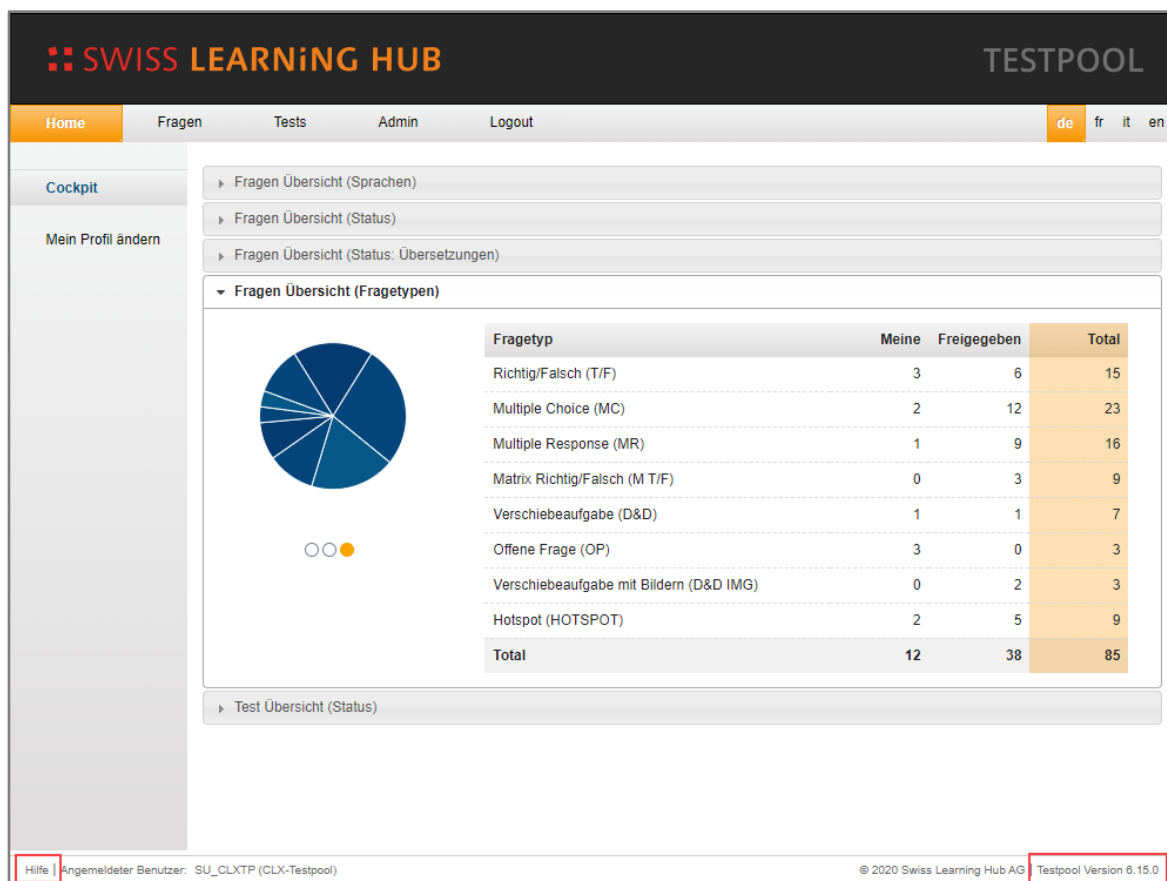 SWISS LEARNiNG HUB TESTPOOL
Home Fragen Tests Admin Logout de fr it en
Cockpit
Mein Profil ändern
Fragen Übersicht (Sprachen)
Fragen Übersicht (Status)
Fragen Übersicht (Status: Übersetzungen)
Fragen Übersicht (Fragetypen)
Fragetyp Meine Freigegeben Total
Richtig/Falsch (T/F) 3 6 15
Multiple Choice (MC) 2 12 23
Multiple Response (MR) 1 9 16
Matrix Richtig/Falsch (M T/F) 0 3 9
Verschiebeaufgabe (D&D) 1 1 7
Offene Frage (OP) 3 0 3
Verschiebeaufgabe mit Bildern (D&D IMG) 0 2 3
Hotspot (HOTSPOT) 2 5 9
Total 12 38 85
Test Übersicht (Status)
Hilfe | Angemeldeter Benutzer: SU_CLXTP (CLX-Testpool) © 2020 Swiss Learning Hub AG | Testpool Version 6.15.0